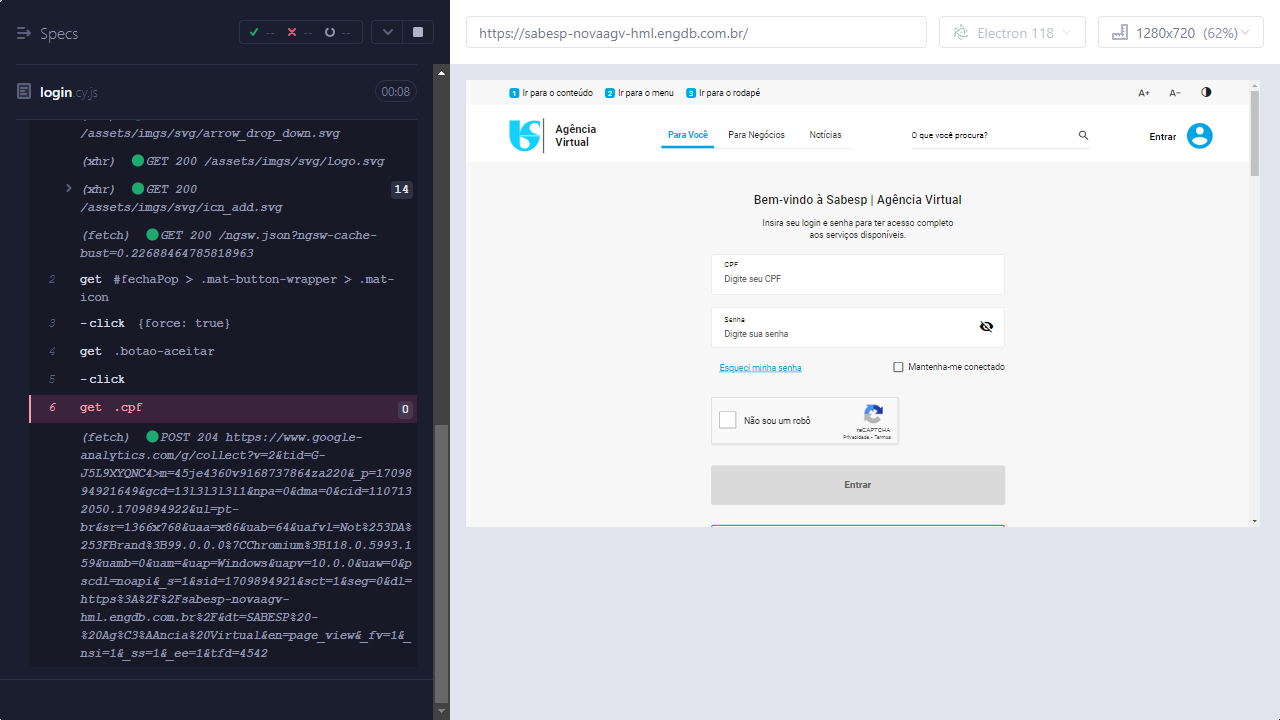 Specs
-- -- --
login.cy.js
00:08
/assets/imgs/svg/arrow_drop_down.svg
(xhr) GET 200 /assets/imgs/svg/logo.svg
(xhr) GET 200
/assets/imgs/svg/icn_add.svg
14
(fetch) GET 200 /ngsw.json?ngsw-cache-
bust=0.22688464785818963
2 get #fechaPop > .mat-button-wrapper > .mat-
icon
3 -click {force: true}
4 get .botao-aceitar
5 -click
6 get .cpf 0
(fetch) POST 204 https://www.google-
analytics.com/g/collect?v=2&tid=G-
J5L9XYQNC4>m=45je4360v9168737864za220&_p=17098
94921649&gcd=13l3l3l3l1&npa=0&dma=0&cid=110713
2050.1709894922&ul=pt-
br&sr=1366x768&uaa=x86&uab=64&uafvl=Not%253DA%
253FBrand%3B99.0.0.0%7CChromium%3B118.0.5993.1
59&uamb=0&uam=&uap=Windows&uapv=10.0.0&uaw=0&p
scdl=noapi&_s=1&sid=1709894921&sct=1&seg=0&dl=
https%3A%2F%2Fsabesp-novaagv-
hml.engdb.com.br%2F&dt=SABESP%20-
%20Ag%C3%AAncia%20Virtual&en=page_view&_fv=1&_
nsi=1&_ss=1&_ee=1&tfd=4542
https://sabesp-novaagv-hml.engdb.com.br/
Electron 118
1280x720 (62%)
1 Ir para o conteúdo 2 Ir para o menu 3 Ir para o rodapé
A+ A-
Agência
Virtual
Para Você Para Negócios Notícias
O que você procura?
Entrar
Bem-vindo à Sabesp | Agência Virtual
Insira seu login e senha para ter acesso completo
aos serviços disponíveis.
CPF
Digite seu CPF
Senha
Digite sua senha
Esqueci minha senha
Mantenha-me conectado
Não sou um robô
reCAPTCHA
Privacidade - Termos
Entrar